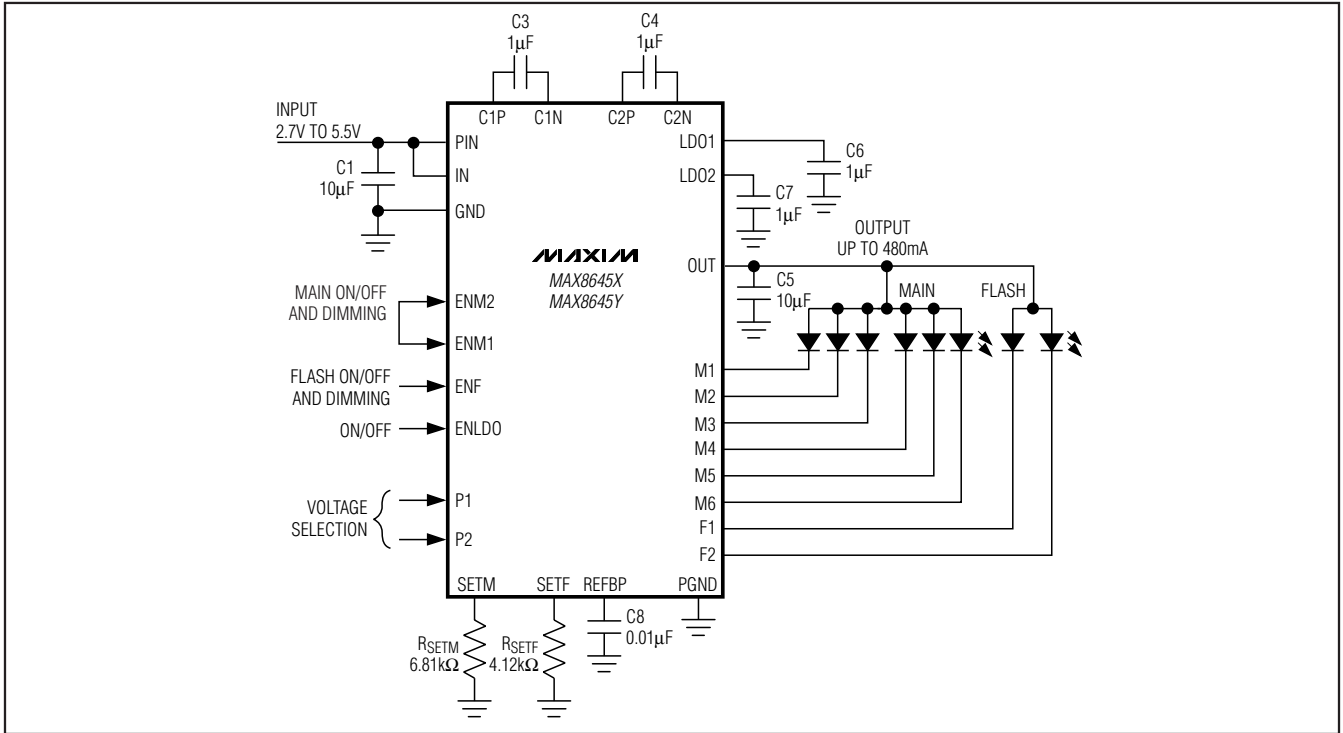 C3
1µF
C4
1µF
C1P
C1N
C2P
C2N
INPUT
2.7V TO 5.5V
PIN
C1
10µF
IN
GND
LDO1
C6
1µF
LDO2
C7
1µF
OUTPUT
UP TO 480mA
MAXIM
MAX8645X
MAX8645Y
OUT
C5
10µF
MAIN
FLASH
MAIN ON/OFF
AND DIMMING
ENM2
ENM1
FLASH ON/OFF
AND DIMMING
ENF
ON/OFF
ENLDO
VOLTAGE
SELECTION
P1
P2
M1
M2
M3
M4
M5
M6
F1
F2
SETM
SETF
REFBP
PGND
RSETM
6.81kΩ
RSETF
4.12kΩ
C8
0.01µF